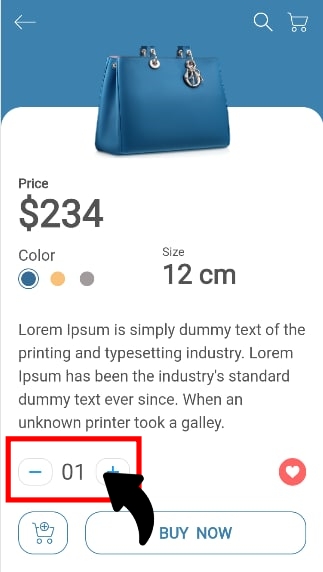 Price
$234
Color
Size
12 cm
Lorem Ipsum is simply dummy text of the
printing and typesetting industry. Lorem
Ipsum has been the industry's standard
dummy text ever since. When an
unknown printer took a galley.
− 01 +
BUY NOW